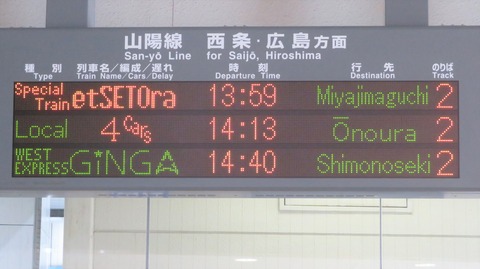 山陽線 西条・広島方面
San-yō Line for Saijō, Hiroshima
種別 列車名/編成/遅れ 時刻 行先 のりば
Type Train Name/Cars/Delay Departure Time Destination Track
Special Train etSETOra 13:59 Miyajimaguchi 2
Local 4 Cars 14:13 Ōnoura 2
WEST EXPRESS GINGA 14:40 Shimonoseki 2